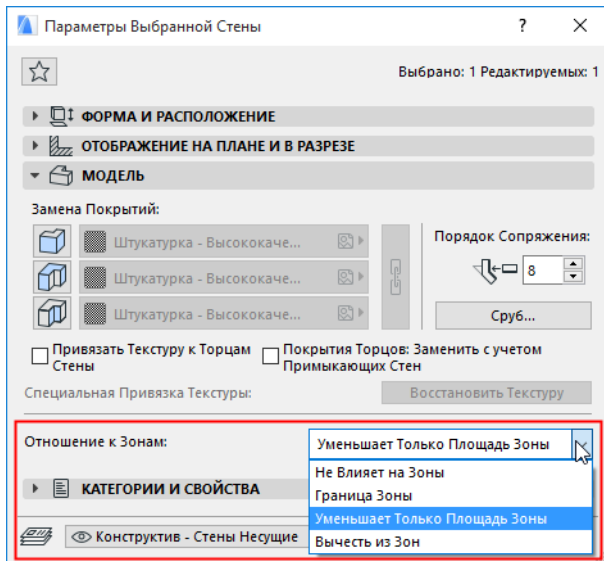 Параметры Выбранной Стены
?
Выбрано: 1 Редактируемых: 1
ФОРМА И РАСПОЛОЖЕНИЕ
ОТОБРАЖЕНИЕ НА ПЛАНЕ И В РАЗРЕЗЕ
МОДЕЛЬ
Замена Покрытий:
Порядок Сопряжения:
Штукатурка - Высококаче...
8
Штукатурка - Высококаче...
Штукатурка - Высококаче...
Сруб...
Привязать Текстуру к Торцам
Стены
Покрытия Торцов: Заменить с учетом
Примыкающих Стен
Специальная Привязка Текстуры:
Восстановить Текстуру
Отношение к Зонам:
Уменьшает Только Площадь Зоны
Не Влияет на Зоны
Граница Зоны
Уменьшает Только Площадь Зоны
Вычесть из Зон
КАТЕГОРИИ И СВОЙСТВА
Конструктив - Стены Несущие